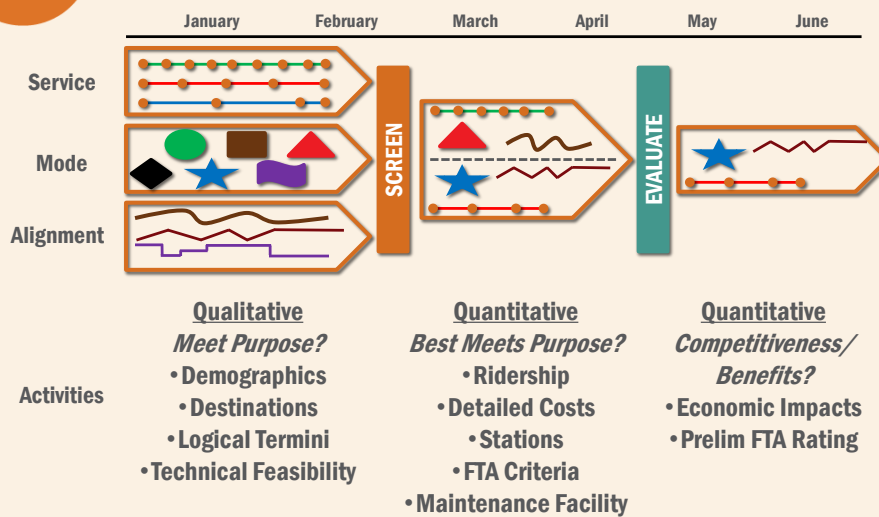 January February March April May June
Service
Mode
Alignment
SCREEN
EVALUATE
Activities
Qualitative
Meet Purpose?
•Demographics
•Destinations
•Logical Termini
•Technical Feasibility
Quantitative
Best Meets Purpose?
•Ridership
•Detailed Costs
•Stations
•FTA Criteria
•Maintenance Facility
Quantitative
Competitiveness/
Benefits?
•Economic Impacts
•Prelim FTA Rating